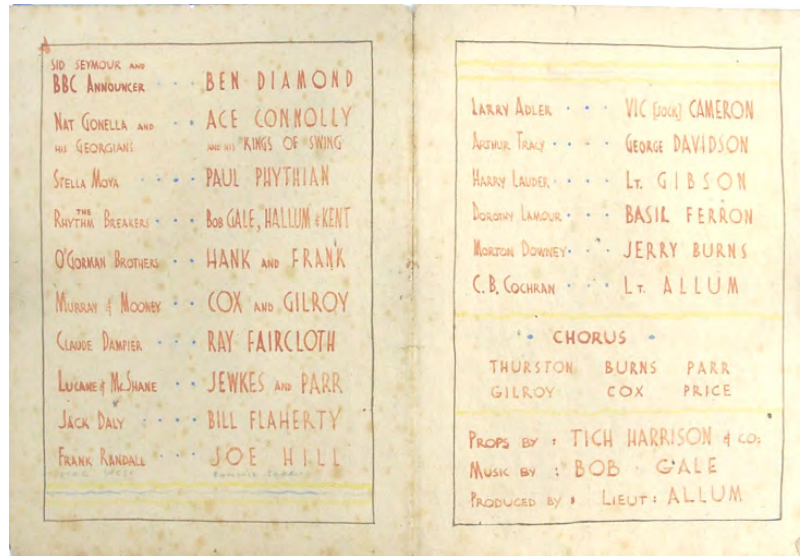 SID SEYMOUR AND
BBC ANNOUNCER · · · BEN DIAMOND
NAT GONELLA AND · · ACE CONNOLLY
HIS GEORGIANS AND HIS KINGS OF SWING
STELLA MOYA · · · · · PAUL PHYTHIAN
THE RHYTHM BREAKERS · · BOB GALE, HALLUM & KENT
O'GORMAN BROTHERS · · HANK AND FRANK
MURRAY & MOONEY · · COX AND GILROY
CLAUDE DAMPIER · · · RAY FAIRCLOTH
LUCANE & McSHANE · · JEWKES AND PARR
JACK DALY · · · · BILL FLAHERTY
FRANK RANDALL · · · JOE HILL
LARRY ADLER · · · VIC [JOCK] CAMERON
ARTHUR TRACY · · · GEORGE DAVIDSON
HARRY LAUDER · · · LT. GIBSON
DOROTHY LAMOUR · · · BASIL FERRON
MORTON DOWNEY · · · JERRY BURNS
C.B. COCHRAN · · · LT. ALLUM
· CHORUS ·
THURSTON BURNS PARR
GILROY COX PRICE
PROPS BY : TICH HARRISON & CO:
MUSIC BY : BOB GALE
PRODUCED BY : LIEUT: ALLUM